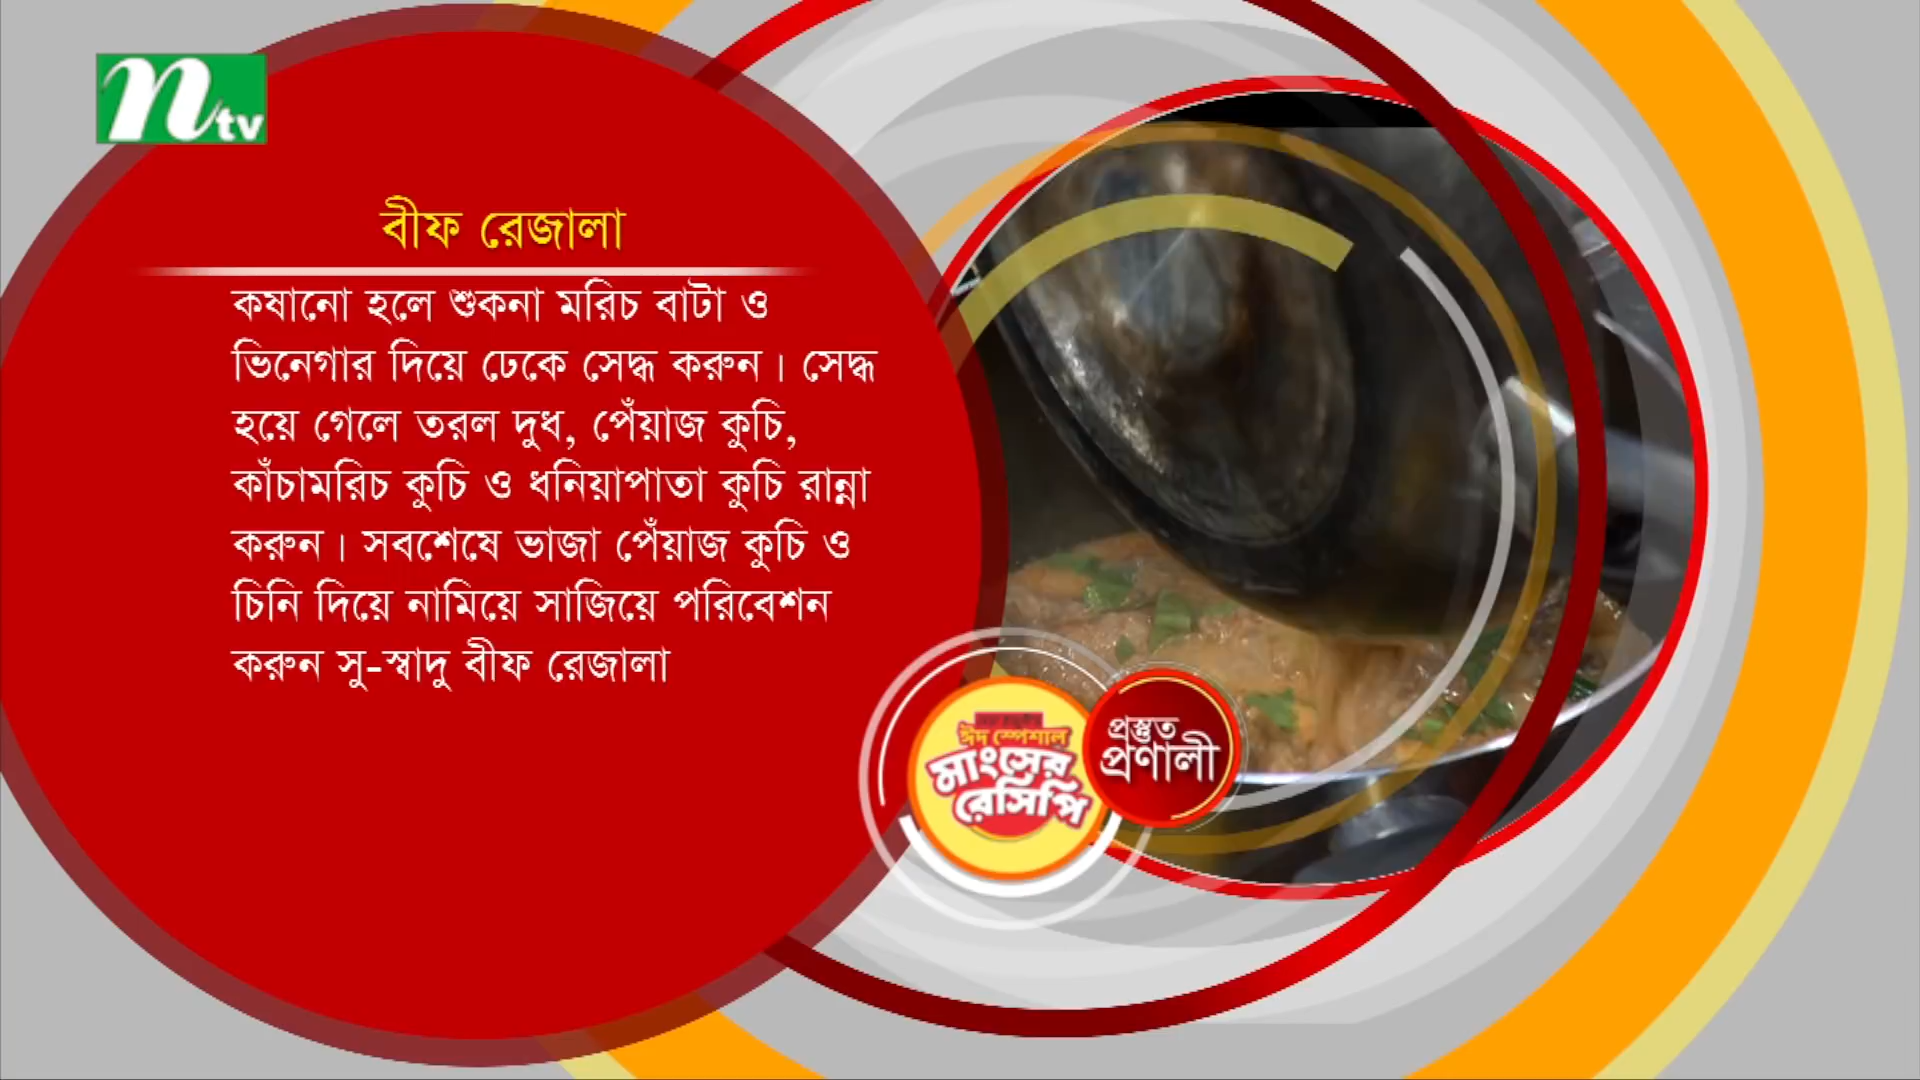 ntv
বীফ রেজালা
কষানো হলে শুকনা মরিচ বাটা ও
ভিনেগার দিয়ে ঢেকে সেদ্ধ করুন। সেদ্ধ
হয়ে গেলে তরল দুধ, পেঁয়াজ কুচি,
কাঁচামরিচ কুচি ও ধনিয়াপাতা কুচি রান্না
করুন। সবশেষে ভাজা পেঁয়াজ কুচি ও
চিনি দিয়ে নামিয়ে সাজিয়ে পরিবেশন
করুন সু-স্বাদু বীফ রেজালা
ঈদ স্পেশাল
মাংসের
রেসিপি
প্রস্তুত
প্রণালী